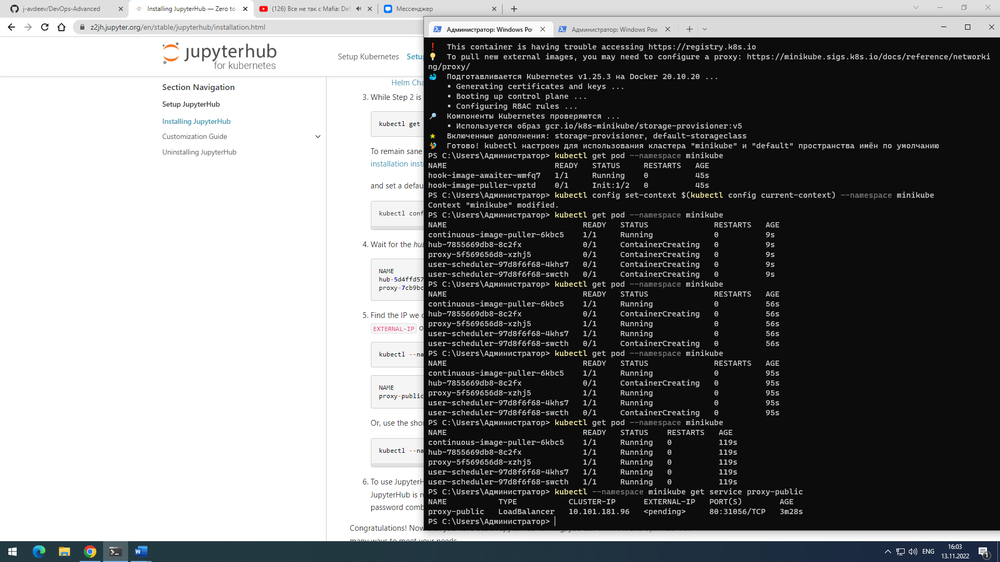 j-avdeev/DevOps-Advanced
Installing JupyterHub — Zero to
(126) Все не так с Mafia: Def
Мессенджер
z2jh.jupyter.org/en/stable/jupyterhub/installation.html
jupyterhub
for kubernetes
Setup Kubernetes
Setu
Section Navigation
Setup JupyterHub
Installing JupyterHub
Customization Guide
Uninstalling JupyterHub
Helm Cha
3. While Step 2 is
kubectl get
To remain sane
installation inst
and set a defau
kubectl conf
4. Wait for the hu
NAME
hub-5d4ffd57
proxy-7cb9bc
5. Find the IP we c
EXTERNAL-IP o
kubectl --na
NAME
proxy-public
Or, use the shor
kubectl --na
6. To use JupyterH
JupyterHub is ru
password comb
Congratulations! Now
many ways to meet your needs.
Администратор: Windows Po
Администратор: Windows Pow
! This container is having trouble accessing https://registry.k8s.io
To pull new external images, you may need to configure a proxy: https://minikube.sigs.k8s.io/docs/reference/networki
ng/proxy/
Подготавливается Kubernetes v1.25.3 на Docker 20.10.20 ...
▪ Generating certificates and keys ...
▪ Booting up control plane ...
▪ Configuring RBAC rules ...
Компоненты Kubernetes проверяются ...
▪ Используется образ gcr.io/k8s-minikube/storage-provisioner:v5
Включенные дополнения: storage-provisioner, default-storageclass
Готово! kubectl настроен для использования кластера "minikube" и "default" пространства имён по умолчанию
PS C:\Users\Администратор> kubectl get pod --namespace minikube
NAME READY STATUS RESTARTS AGE
hook-image-awaiter-wmfq7 1/1 Running 0 45s
hook-image-puller-vpztd 0/1 Init:1/2 0 45s
PS C:\Users\Администратор> kubectl config set-context $(kubectl config current-context) --namespace minikube
Context "minikube" modified.
PS C:\Users\Администратор> kubectl get pod --namespace minikube
NAME READY STATUS RESTARTS AGE
continuous-image-puller-6kbc5 1/1 Running 0 9s
hub-7855669db8-8c2fx 0/1 ContainerCreating 0 9s
proxy-5f569656d8-xzhj5 0/1 ContainerCreating 0 9s
user-scheduler-97d8f6f68-4khs7 0/1 ContainerCreating 0 9s
user-scheduler-97d8f6f68-swcth 0/1 ContainerCreating 0 9s
PS C:\Users\Администратор> kubectl get pod --namespace minikube
NAME READY STATUS RESTARTS AGE
continuous-image-puller-6kbc5 1/1 Running 0 56s
hub-7855669db8-8c2fx 0/1 ContainerCreating 0 56s
proxy-5f569656d8-xzhj5 1/1 Running 0 56s
user-scheduler-97d8f6f68-4khs7 1/1 Running 0 56s
user-scheduler-97d8f6f68-swcth 0/1 ContainerCreating 0 56s
PS C:\Users\Администратор> kubectl get pod --namespace minikube
NAME READY STATUS RESTARTS AGE
continuous-image-puller-6kbc5 1/1 Running 0 95s
hub-7855669db8-8c2fx 0/1 ContainerCreating 0 95s
proxy-5f569656d8-xzhj5 1/1 Running 0 95s
user-scheduler-97d8f6f68-4khs7 1/1 Running 0 95s
user-scheduler-97d8f6f68-swcth 0/1 ContainerCreating 0 95s
PS C:\Users\Администратор> kubectl get pod --namespace minikube
NAME READY STATUS RESTARTS AGE
continuous-image-puller-6kbc5 1/1 Running 0 119s
hub-7855669db8-8c2fx 1/1 Running 0 119s
proxy-5f569656d8-xzhj5 1/1 Running 0 119s
user-scheduler-97d8f6f68-4khs7 1/1 Running 0 119s
user-scheduler-97d8f6f68-swcth 1/1 Running 0 119s
PS C:\Users\Администратор> kubectl --namespace minikube get service proxy-public
NAME TYPE CLUSTER-IP EXTERNAL-IP PORT(S) AGE
proxy-public LoadBalancer 10.101.181.96 <pending> 80:31056/TCP 3m28s
PS C:\Users\Администратор>
ENG
16:03
13.11.2022
1